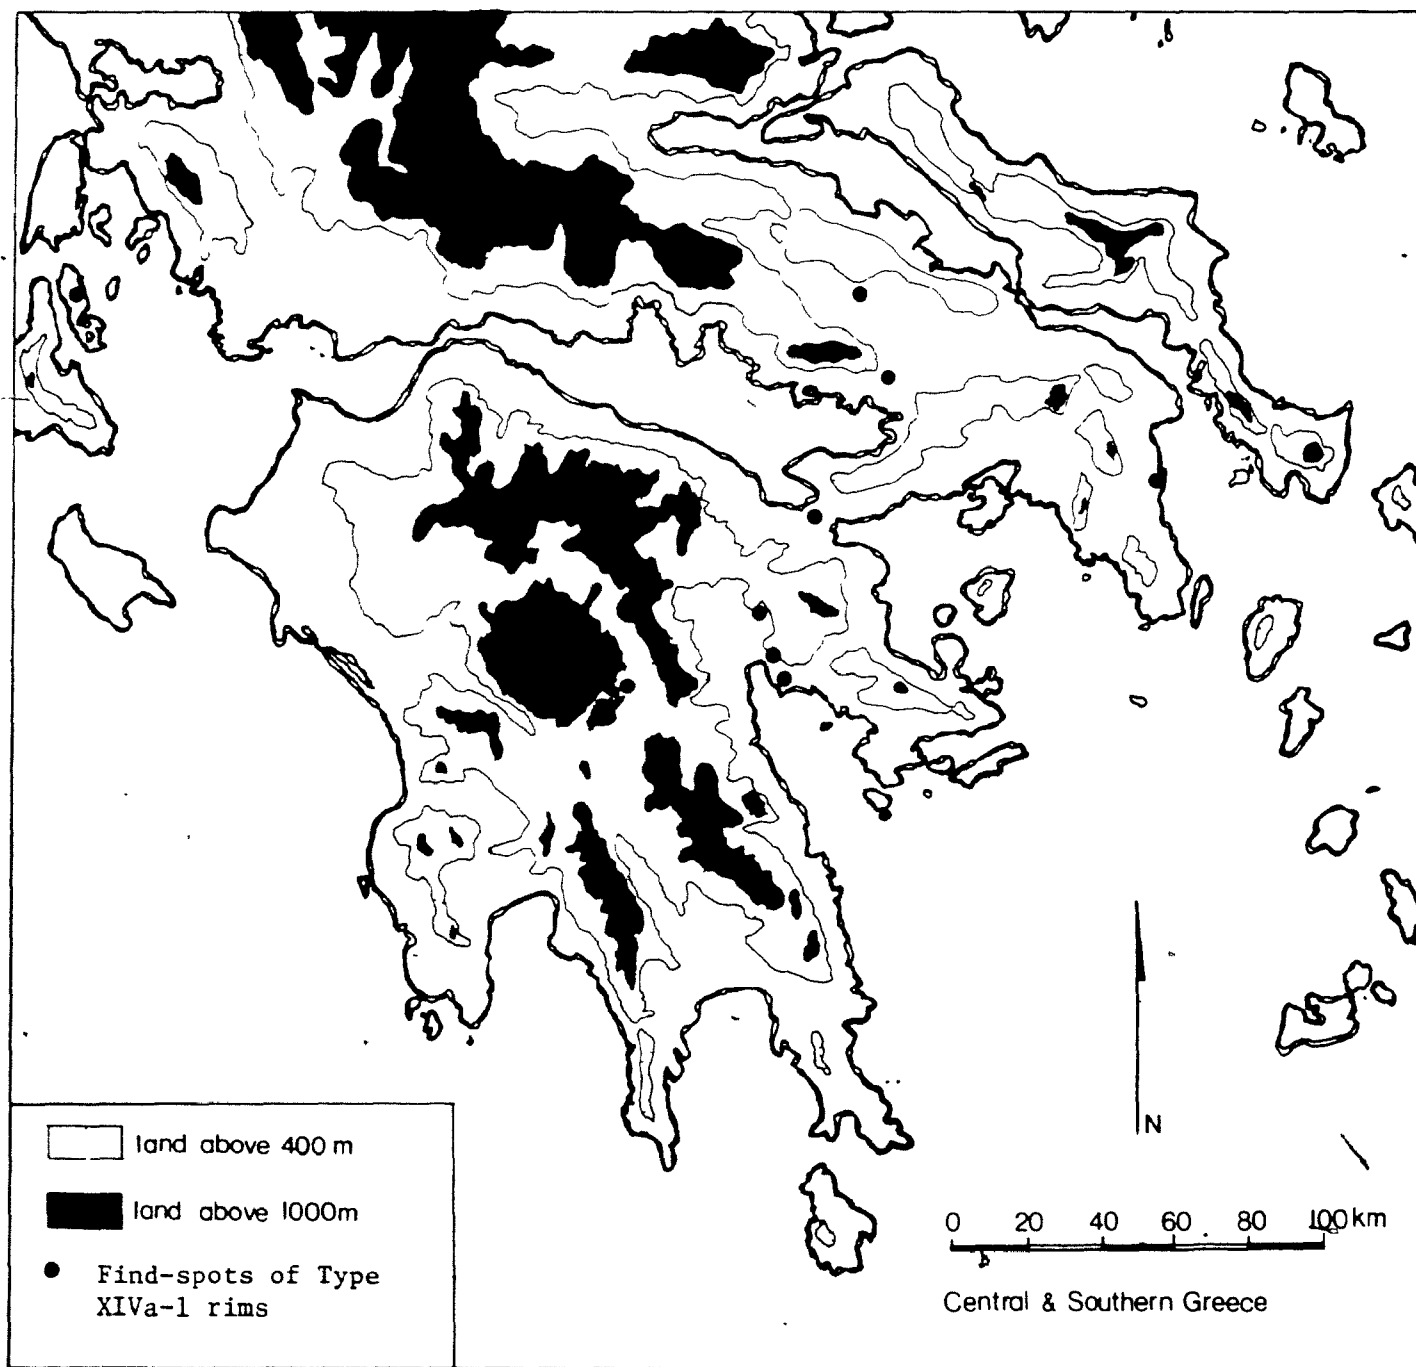 land above 400 m
land above 1000m
Find-spots of Type
XIVa-1 rims
N
0 20 40 60 80 100 km
Central & Southern Greece